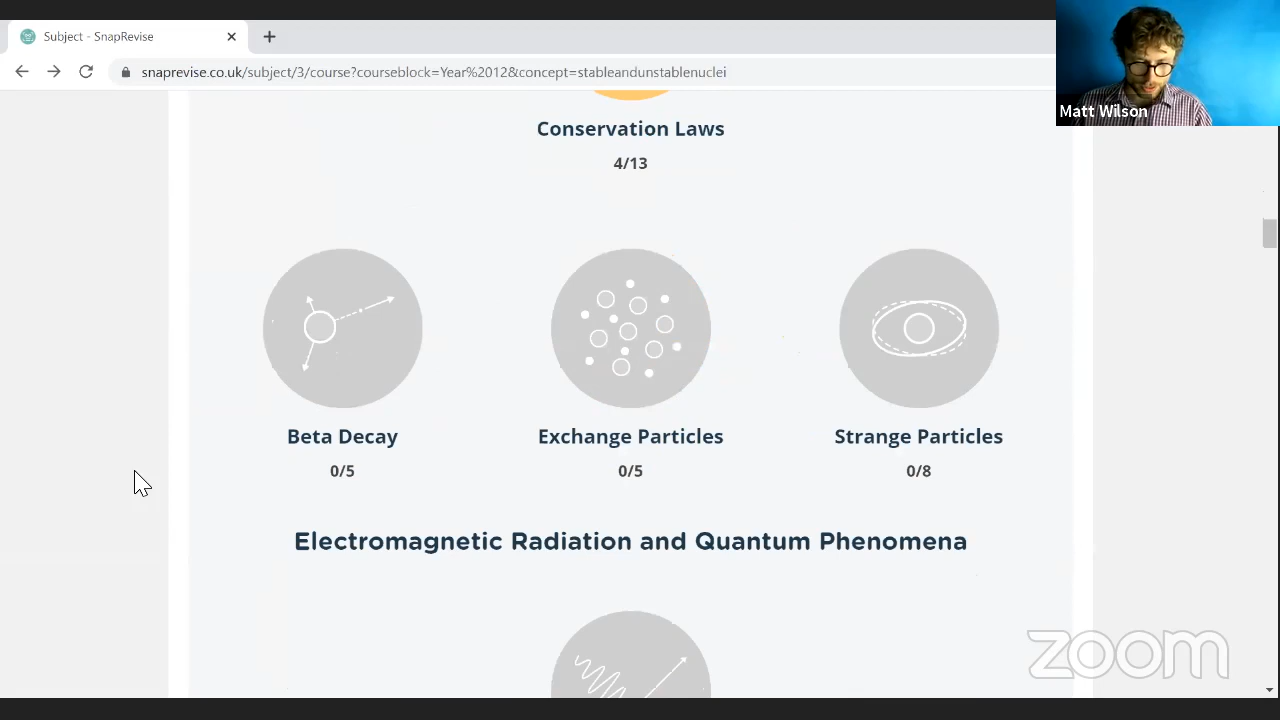 Subject - SnapRevise
snaprevise.co.uk/subject/3/course?courseblock=Year%2012&concept=stableandunstablenuclei
Matt Wilson
Conservation Laws
4/13
Beta Decay
Exchange Particles
Strange Particles
0/5
0/5
0/8
Electromagnetic Radiation and Quantum Phenomena
zoom